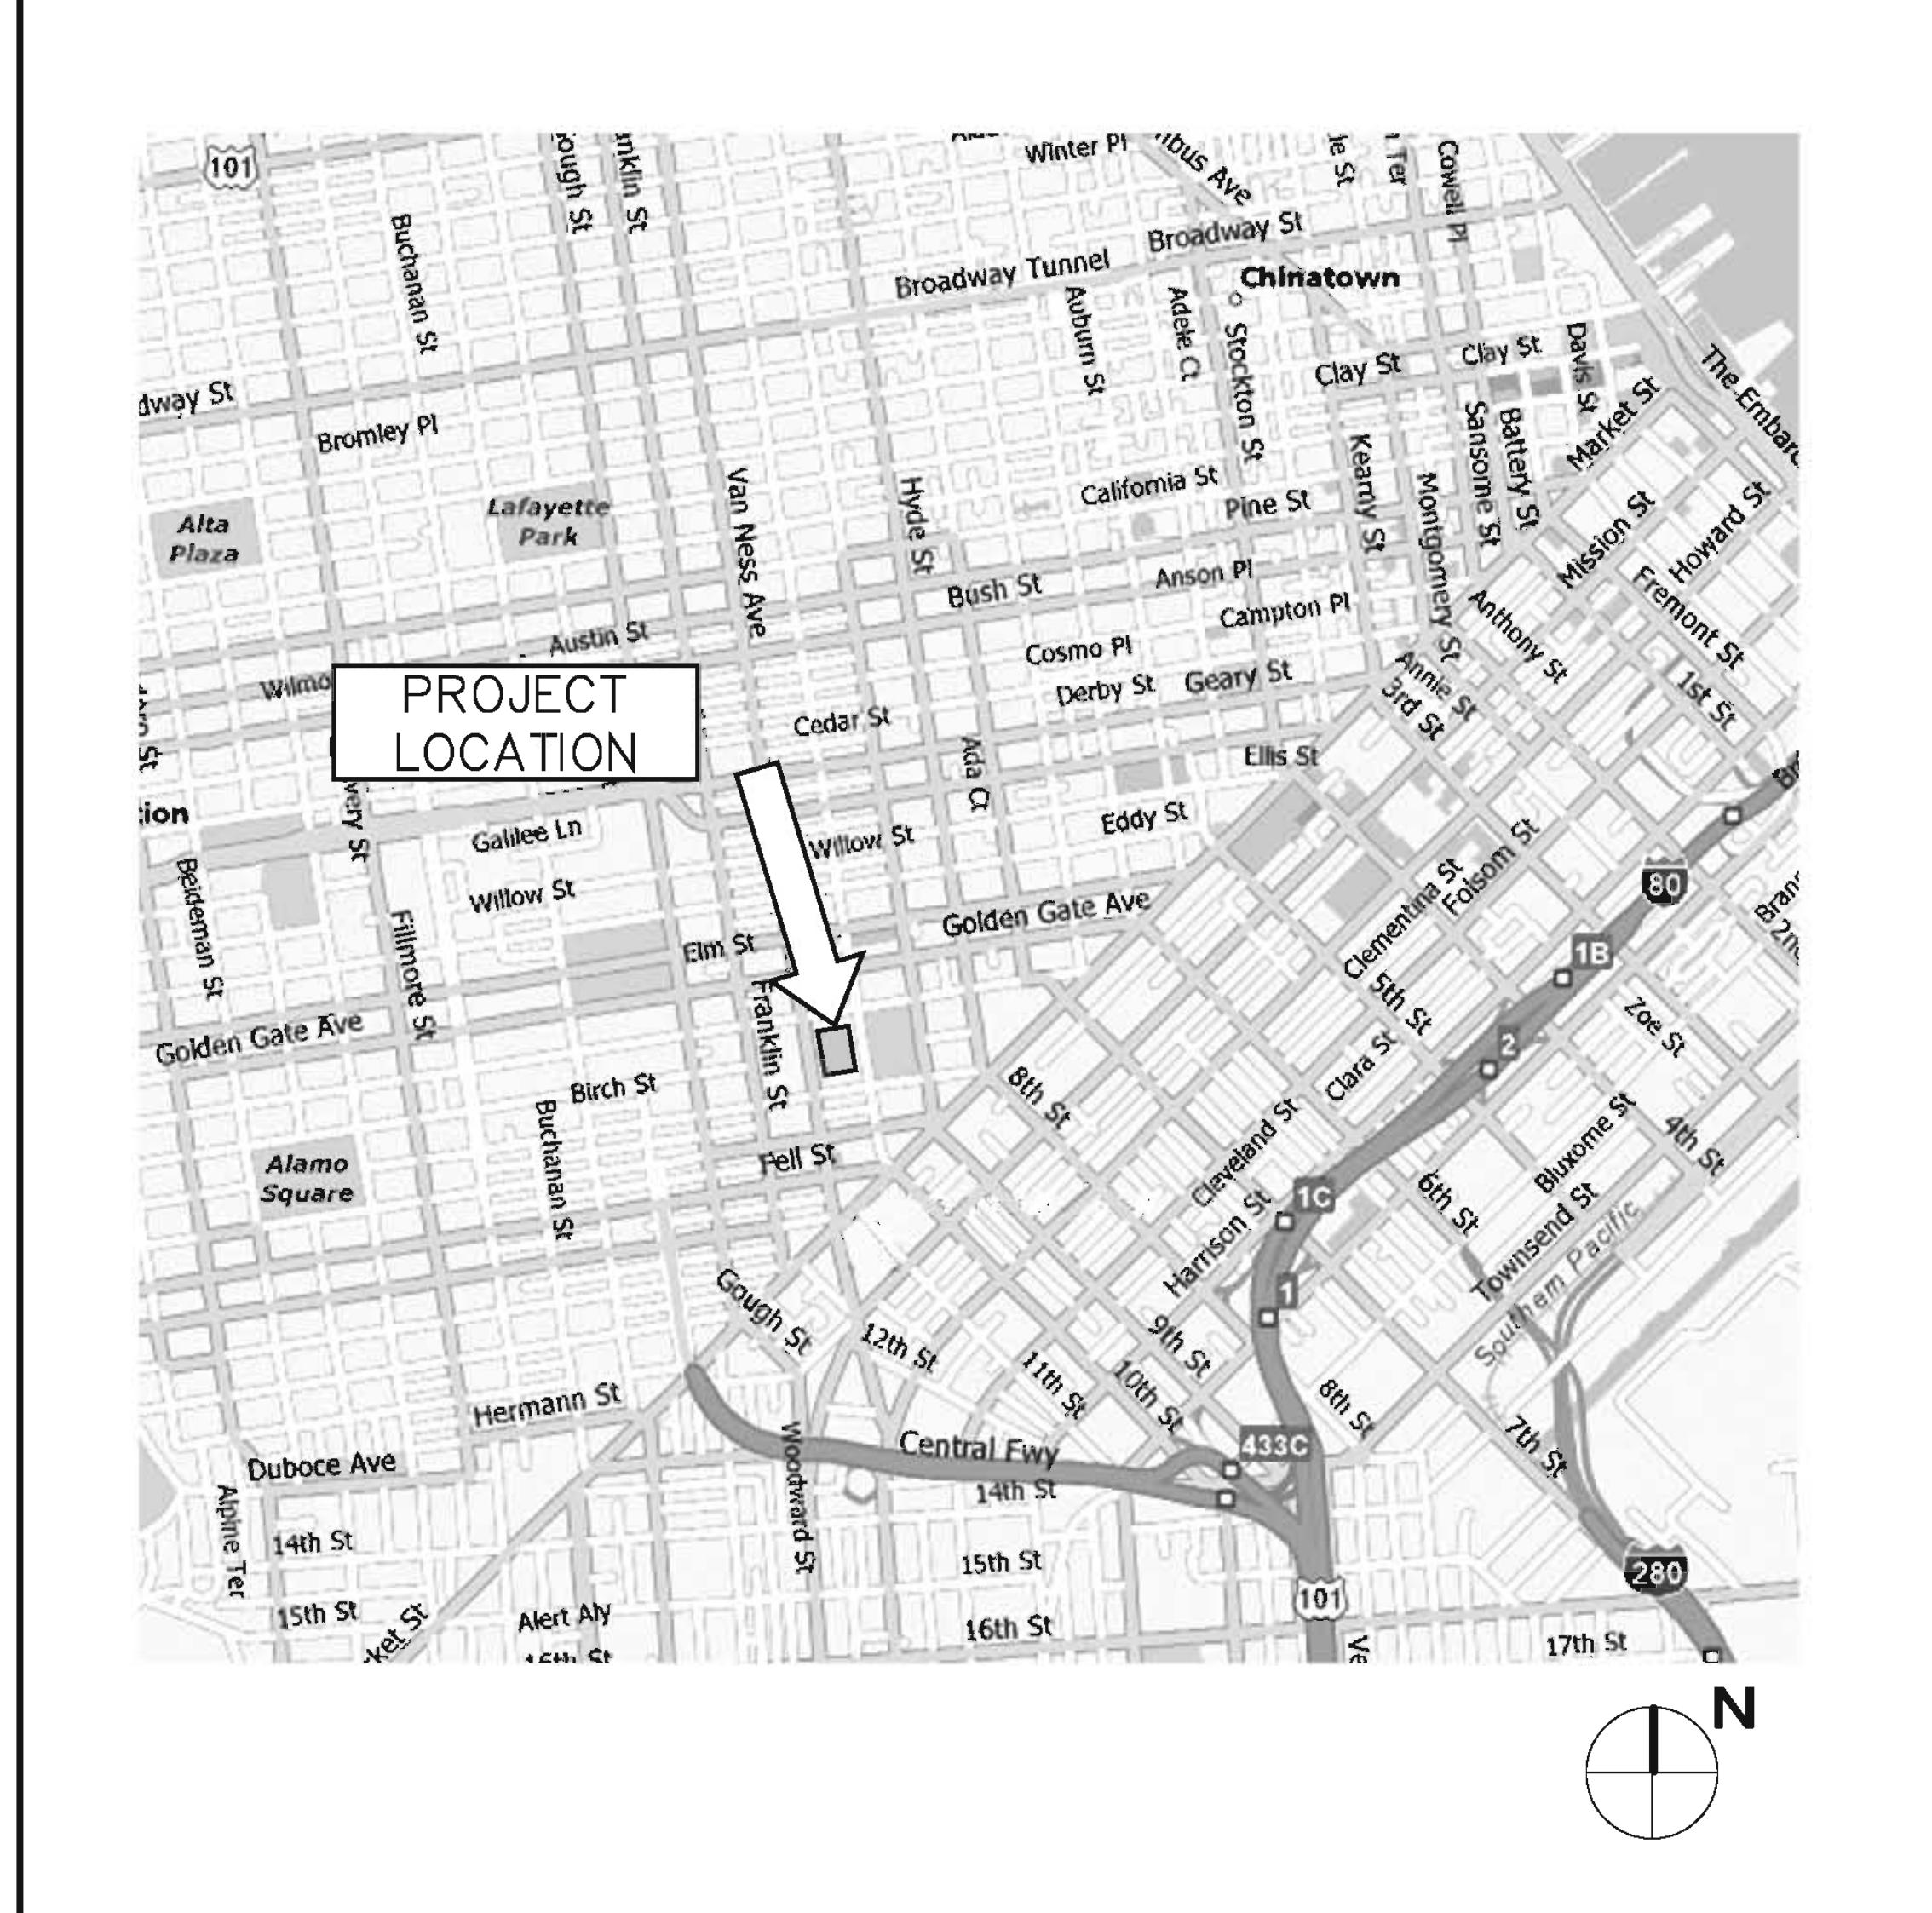 Winter Pl
101
Buchanan St
Broadway St
Broadway Tunnel
Chinatown
Cowell Pl
Auburn St
Adele Ct
Stockton St
Clay St
Clay St
Davis St
Market St
Bromley Pl
Alta
Plaza
Lafayette
Park
Van Ness Ave
Hyde St
California St
Pine St
Kearny St
Montgomery St
Sansome St
Battery St
Mission St
Howard St
Fremont St
Bush St
Anson Pl
Campton Pl
Anthony St
Austin St
Cosmo Pl
Derby St
Geary St
Annie St
3rd St
1st St
PROJECT
LOCATION
Cedar St
Ada Ct
Ellis St
Galilee Ln
Willow St
Eddy St
Beideman St
Willow St
Fillmore St
Elm St
Golden Gate Ave
Clementina St
Folsom St
80
1B
Golden Gate Ave
Franklin St
5th St
2
Zoe St
Birch St
8th St
Clara St
Buchanan St
Alamo
Square
Fell St
Cleveland St
Bluxome St
4th St
Harrison St
1C
6th St
Townsend St
Southern Pacific
1
Gough St
12th St
9th St
11th St
10th St
8th St
7th St
Hermann St
Duboce Ave
Central Fwy
433C
Woodward St
14th St
Alpine Ter
14th St
15th St
280
101
15th St
Alert Aly
16th St
17th St
N